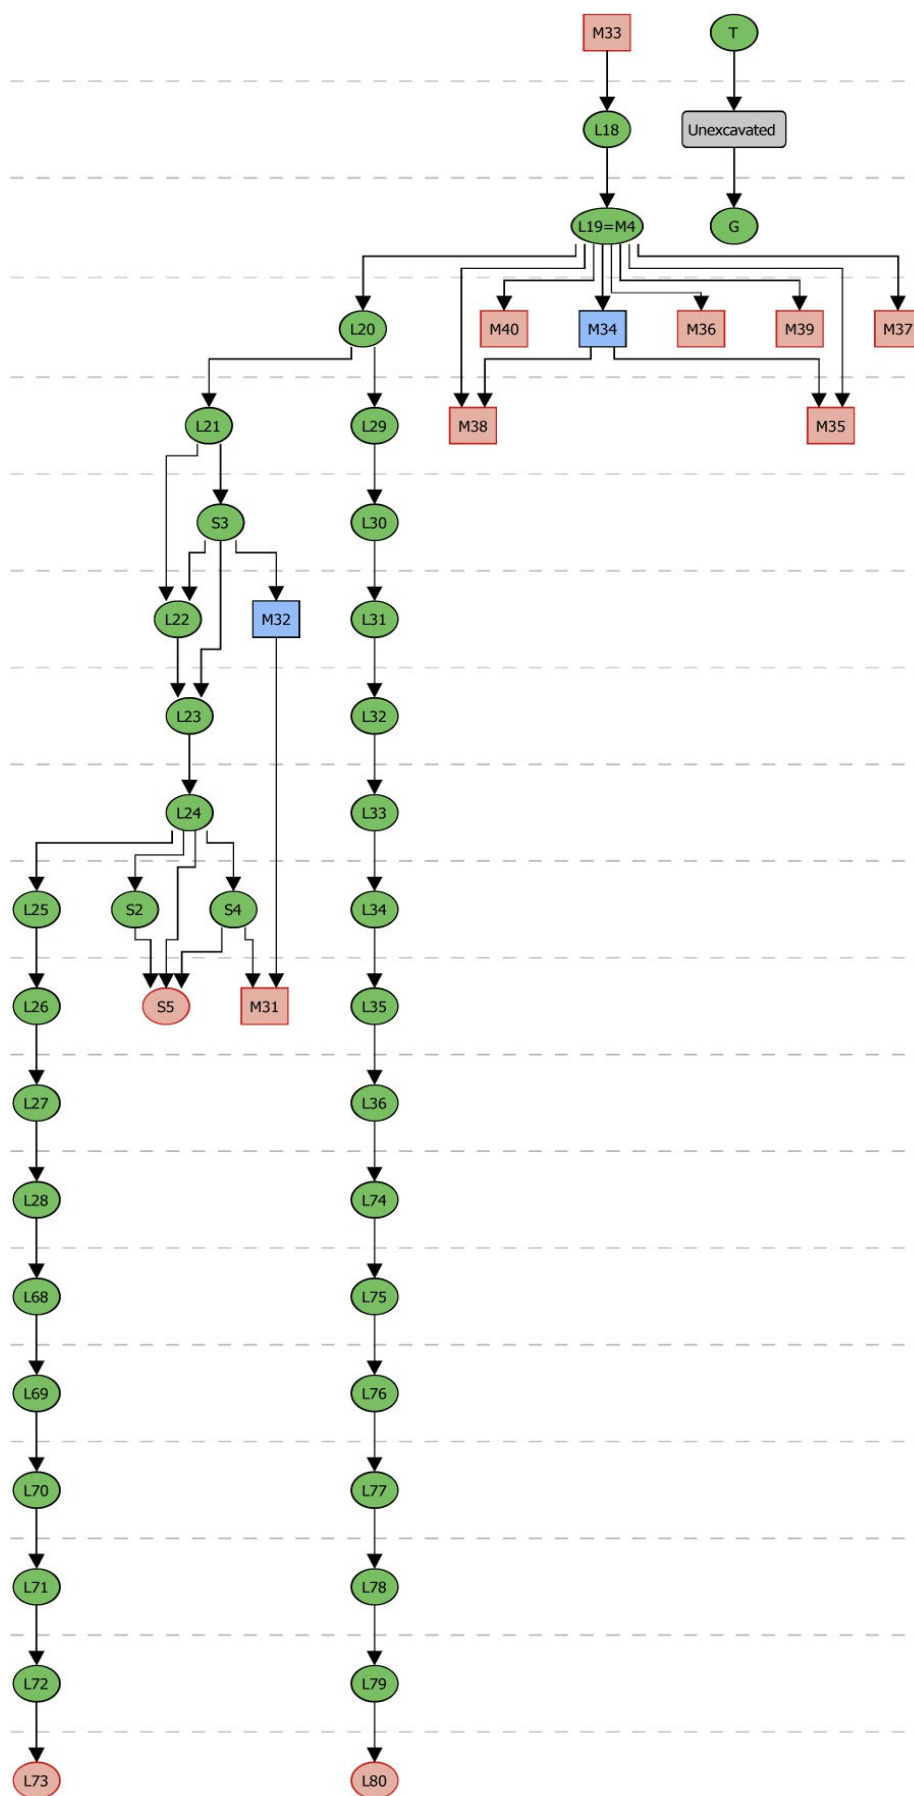 M33 T
L18 Unexcavated
L19=M4 G
L20 M40 M34 M36 M39 M37
L21 L29 M38 M35
S3 L30
L22 M32 L31
L23 L32
L24 L33
L25 S2 S4 L34
L26 S5 M31 L35
L27 L36
L28 L74
L68 L75
L69 L76
L70 L77
L71 L78
L72 L79
L73 L80